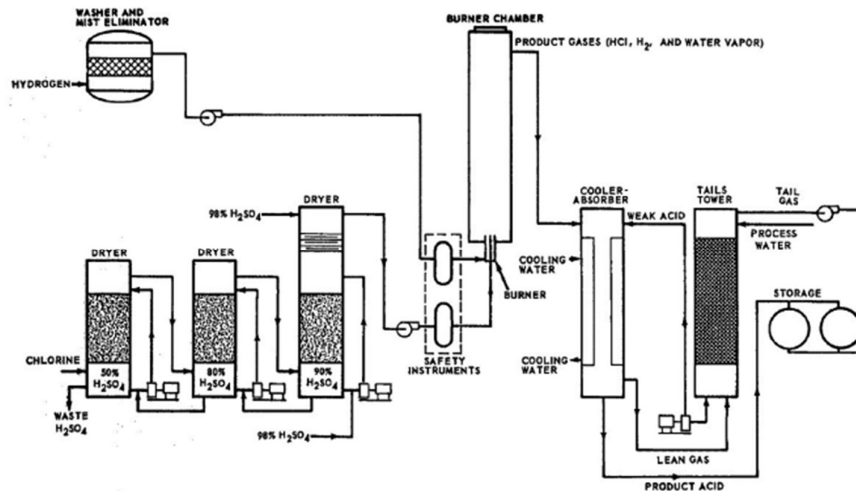 WASHER AND
MIST ELIMINATOR
BURNER CHAMBER
PRODUCT GASES (HCl, H2, AND WATER VAPOR)
HYDROGEN
DRYER
98% H2SO4
COOLER-
ABSORBER
TAILS
TOWER
TAIL
GAS
WEAK ACID
PROCESS
WATER
DRYER
DRYER
COOLING
WATER
BURNER
STORAGE
CHLORINE
50%
H2SO4
80%
H2SO4
90%
H2SO4
SAFETY
INSTRUMENTS
COOLING
WATER
WASTE
H2SO4
98% H2SO4
LEAN GAS
PRODUCT ACID